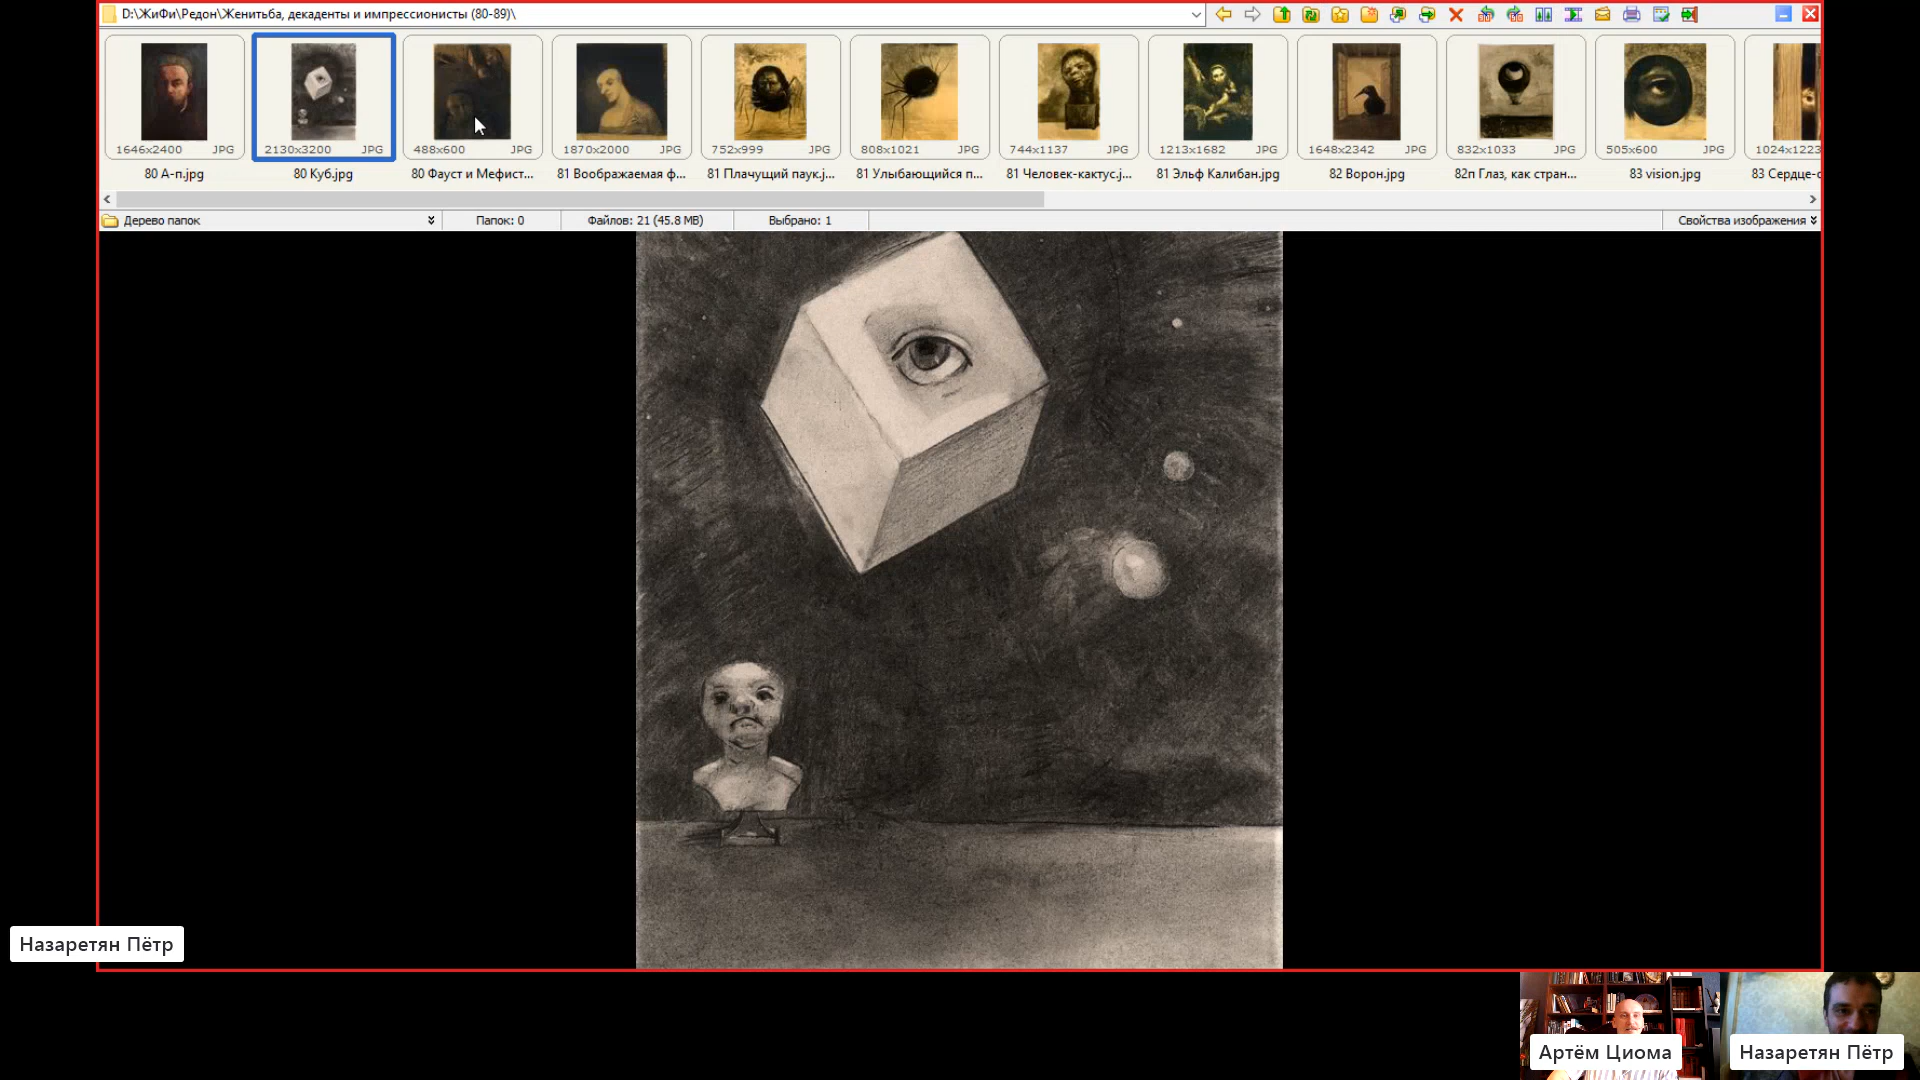 D:\ЖиФи\Редон\Женитьба, декаденты и импрессионисты (80-89)\
1646x2400 JPG
2130x3200 JPG
488x600 JPG
1870x2000 JPG
752x999 JPG
808x1021 JPG
744x1137 JPG
1213x1682 JPG
1648x2342 JPG
832x1033 JPG
505x600 JPG
1024x1223
80 А-п.jpg
80 Куб.jpg
80 Фауст и Мефист...
81 Воображаемая ф...
81 Плачущий паук.j...
81 Улыбающийся п...
81 Человек-кактус.j...
81 Эльф Калибан.jpg
82 Ворон.jpg
82п Глаз, как стран...
83 vision.jpg
83 Сердце-
Дерево папок
Папок: 0
Файлов: 21 (45.8 MB)
Выбрано: 1
Свойства изображения
Назаретян Пётр
Артём Циома
Назаретян Пётр